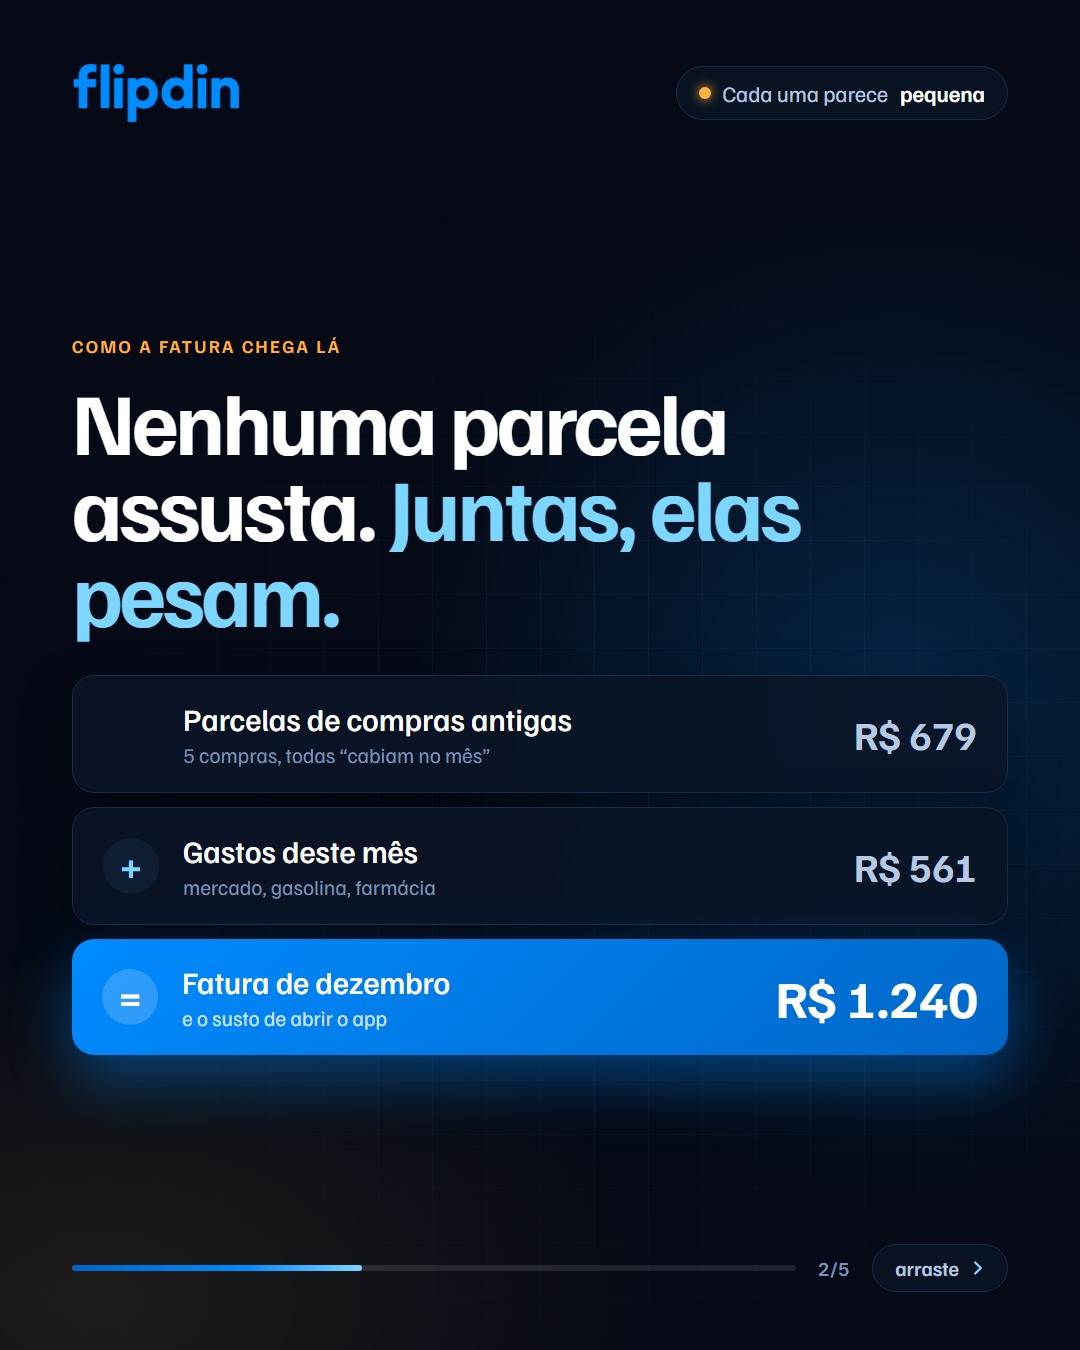 flipdin
Cada uma parece pequena
COMO A FATURA CHEGA LÁ
Nenhuma parcela
assusta. Juntas, elas
pesam.
Parcelas de compras antigas
5 compras, todas “cabiam no mês”
R$ 679
+
Gastos deste mês
mercado, gasolina, farmácia
R$ 561
=
Fatura de dezembro
e o susto de abrir o app
R$ 1.240
2/5
arraste